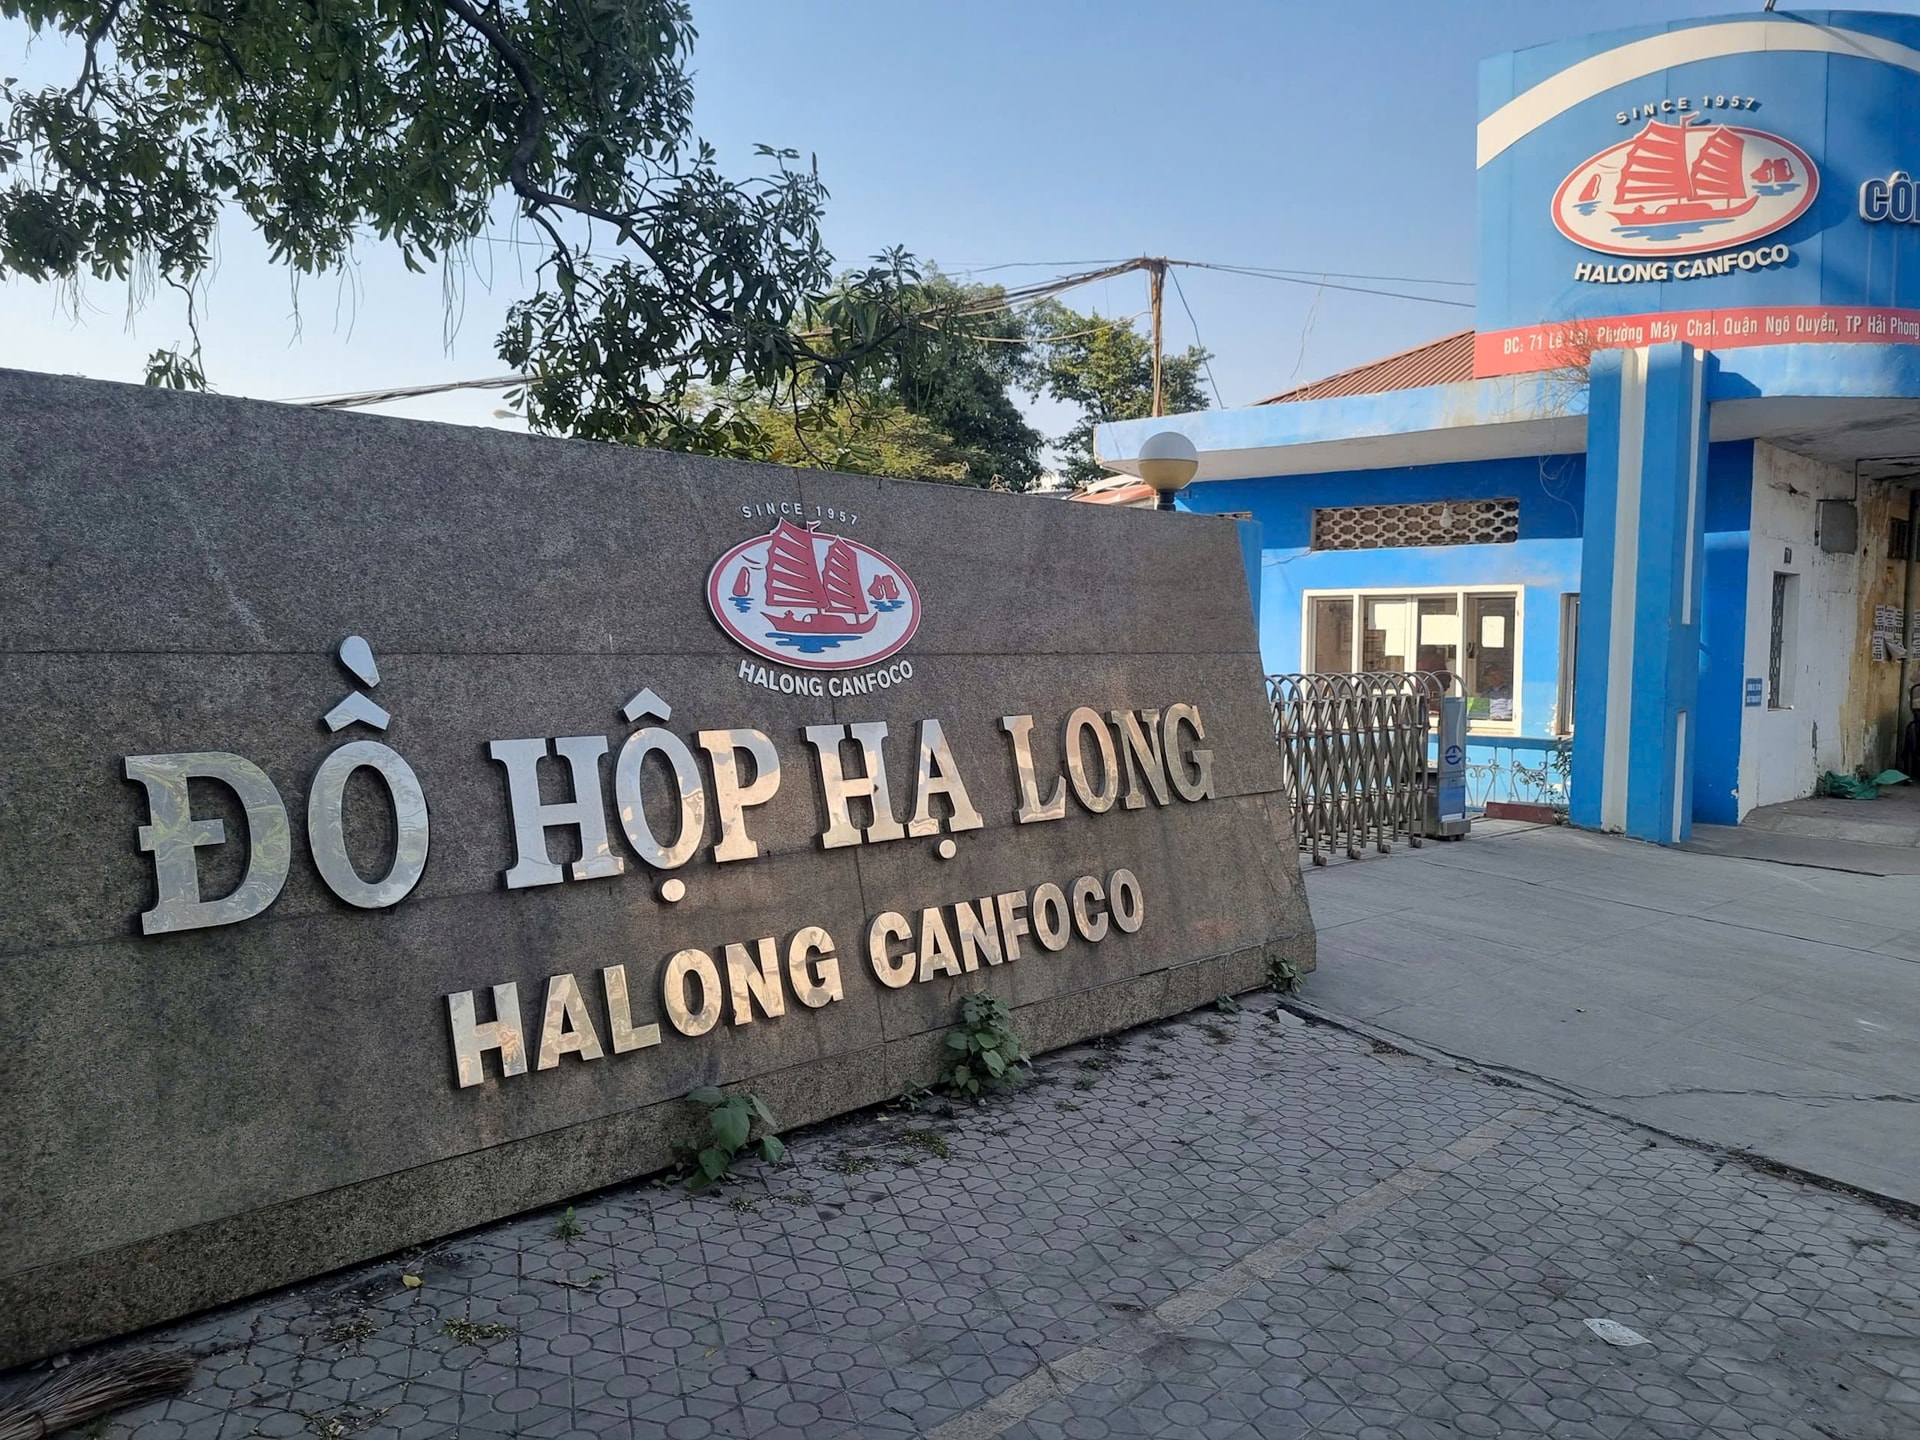 SINCE 1957
HALONG CANFOCO
ĐỒ HỘP HẠ LONG
HALONG CANFOCO
SINCE 1957
HALONG CANFOCO
ĐC: 71 Lê Lai, Phường Máy Chai, Quận Ngô Quyền, TP Hải Phòng